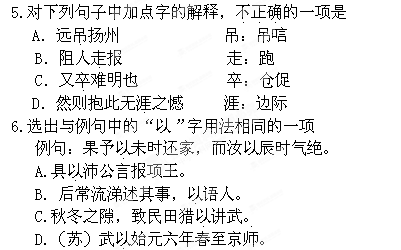 5.对下列句子中加点字的解释，不正确的一项是
A. 远吊扬州 吊：吊唁
B. 阻人走报 走：跑
C. 又卒难明也 卒：仓促
D. 然则抱此无涯之憾 涯：边际
6.选出与例句中的“以”字用法相同的一项
例句：果予以未时还家，而汝以辰时气绝。
A.具以沛公言报项王。
B. 后常流涕述其事，以语人。
C.秋冬之隙，致民田猎以讲武。
D.（苏）武以始元六年春至京师。